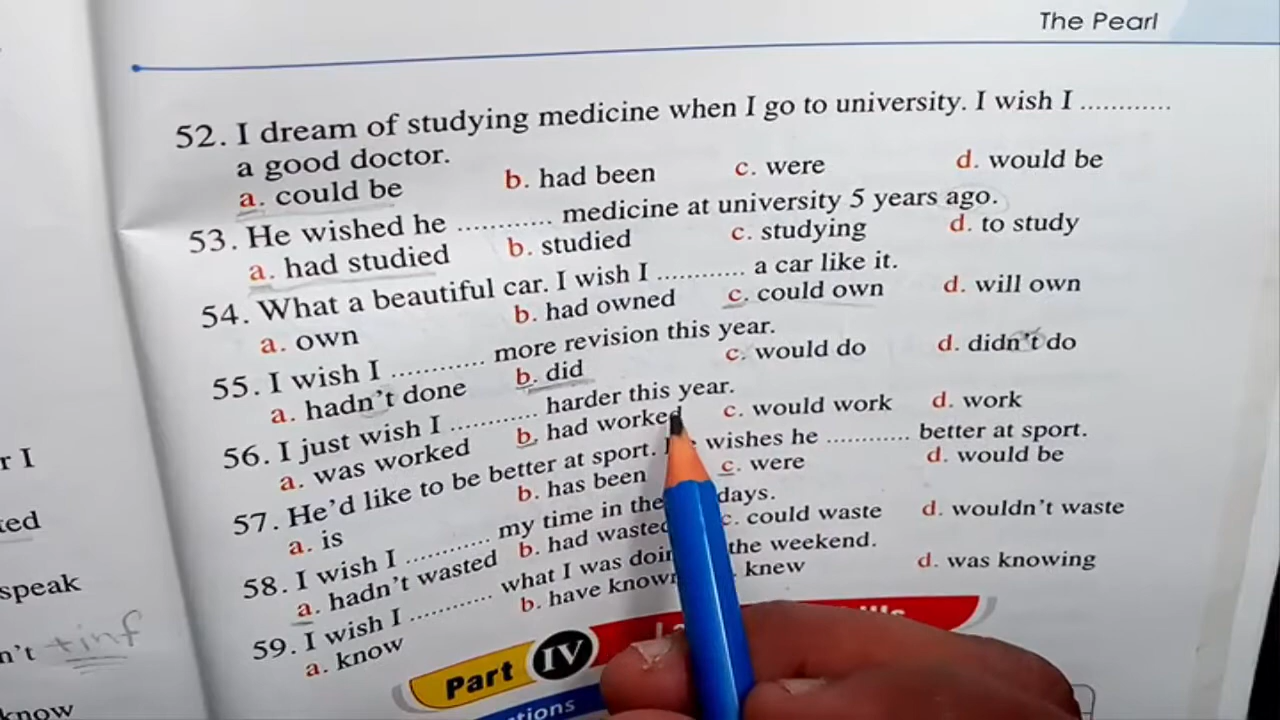 The Pearl
52. I dream of studying medicine when I go to university. I wish I ............
a good doctor.
a. could be b. had been c. were d. would be
53. He wished he ............ medicine at university 5 years ago.
a. had studied b. studied c. studying d. to study
54. What a beautiful car. I wish I ............ a car like it.
a. own b. had owned c. could own d. will own
55. I wish I ............ more revision this year.
a. hadn't done b. did c. would do d. didn't do
56. I just wish I ............ harder this year.
a. was worked b. had worked c. would work d. work
57. He'd like to be better at sport. wishes he ............ better at sport.
a. is b. has been c. were d. would be
58. I wish I ............ my time in the days.
a. hadn't wasted b. had wasted c. could waste d. wouldn't waste
59. I wish I ............ what I was the weekend.
a. know b. have knew d. was knowing
Part IV
r I
speak
n't +inf
know